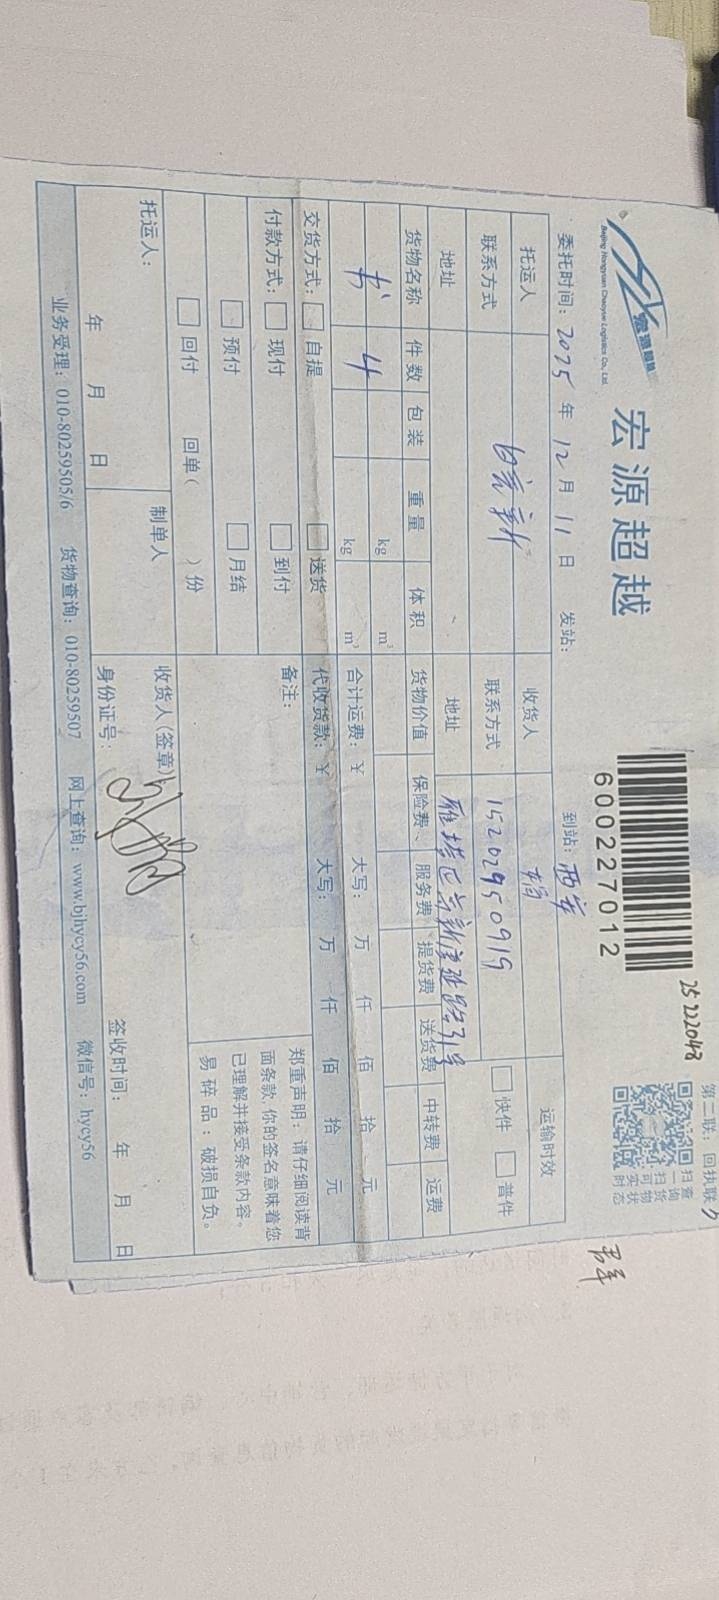 宏源超越
Beijing Hongyuan Chaoyue Logistics Co., Ltd.
宏源超越
600227012
25222048
第二联：回执联
扫一扫可查询货物实时状态
委托时间：2025 年 12 月 11 日 发站： 到站：西安
托运人 收货人 运输时效
联系方式 联系方式 15202950919 快件 普件
地址 地址 雁塔区
货物名称 件数 包装 重量 体积 货物价值 保险费 服务费 提货费 送货费 中转费 运费
书 4 kg m³
kg m³ 合计运费：¥ 大写： 万 仟 佰 拾 元
交货方式： 自提 送货 代收货款：¥ 大写： 万 仟 佰 拾 元
付款方式： 现付 到付 备注：
预付 月结
回付 回单( )份
郑重声明：请仔细阅读背
面条款，你的签名意味着您
已理解并接受条款内容。
易碎品：破损自负。
托运人： 制单人 收货人(签章)
年 月 日 身份证号： 签收时间： 年 月 日
业务受理：010-80259505/6 货物查询：010-80259507 网上查询：www.bjhycy56.com 微信号：hycy56